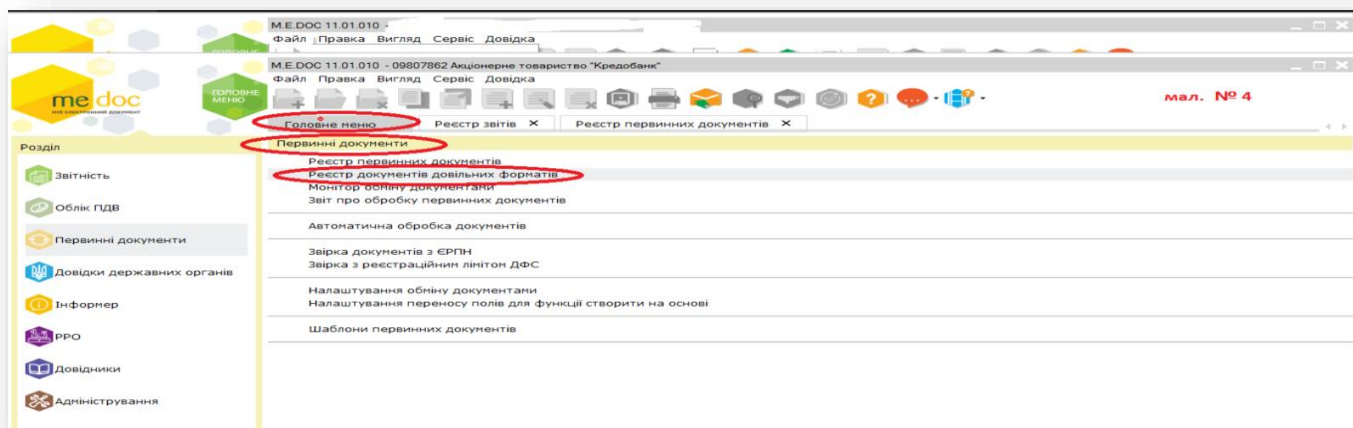 M.E.DOC 11.01.010 -
Файл Правка Вигляд Сервіс Довідка
M.E.DOC 11.01.010 - 09807862 Акціонерне товариство "Кредобанк"
Файл Правка Вигляд Сервіс Довідка
me doc
мій електронний документ
ГОЛОВНЕ
МЕНЮ
мал. № 4
Головне меню Реєстр звітів × Реєстр первинних документів ×
Розділ
Первинні документи
Реєстр первинних документів
Реєстр документів довільних форматів
Монітор обміну документами
Звіт про обробку первинних документів
Автоматична обробка документів
Звірка документів з ЄРПН
Звірка з реєстраційним лімітом ДФС
Налаштування обміну документами
Налаштування переносу полів для функції створити на основі
Шаблони первинних документів
Звітність
Облік ПДВ
Первинні документи
Довідки державних органів
Інформер
РРО
Довідники
Адміністрування